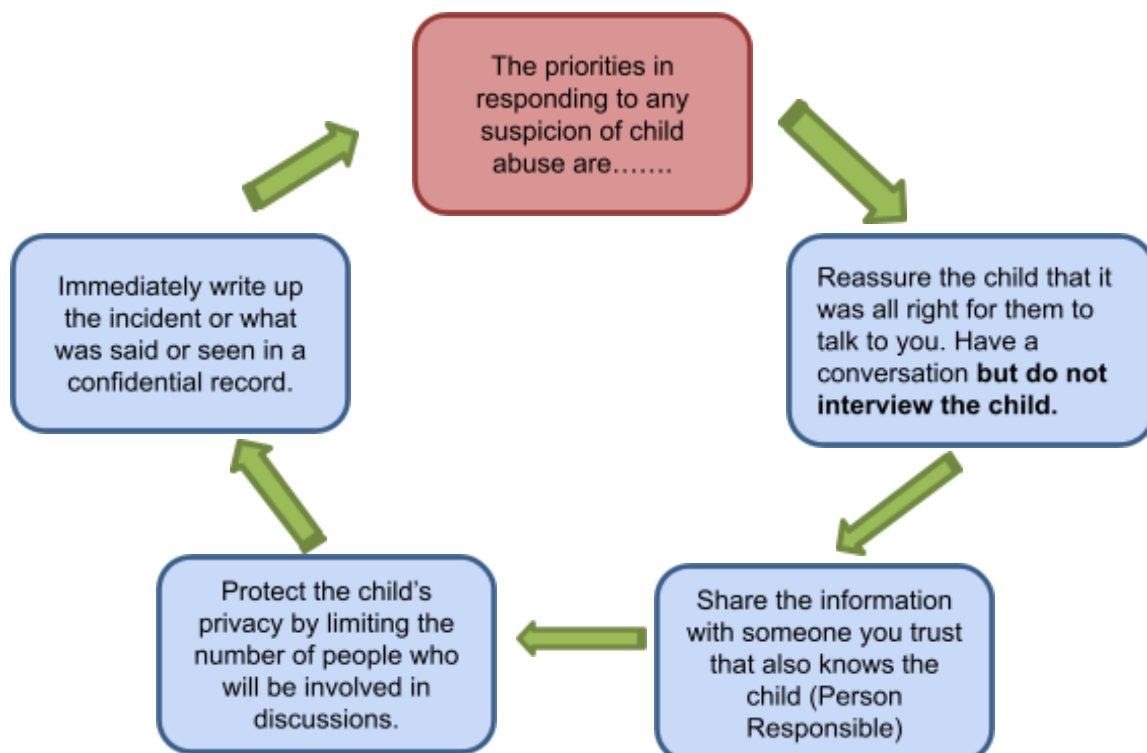 The priorities in
responding to any
suspicion of child
abuse are…….
Reassure the child that it
was all right for them to
talk to you. Have a
conversation but do not
interview the child.
Share the information
with someone you trust
that also knows the
child (Person
Responsible)
Protect the child’s
privacy by limiting the
number of people who
will be involved in
discussions.
Immediately write up
the incident or what
was said or seen in a
confidential record.